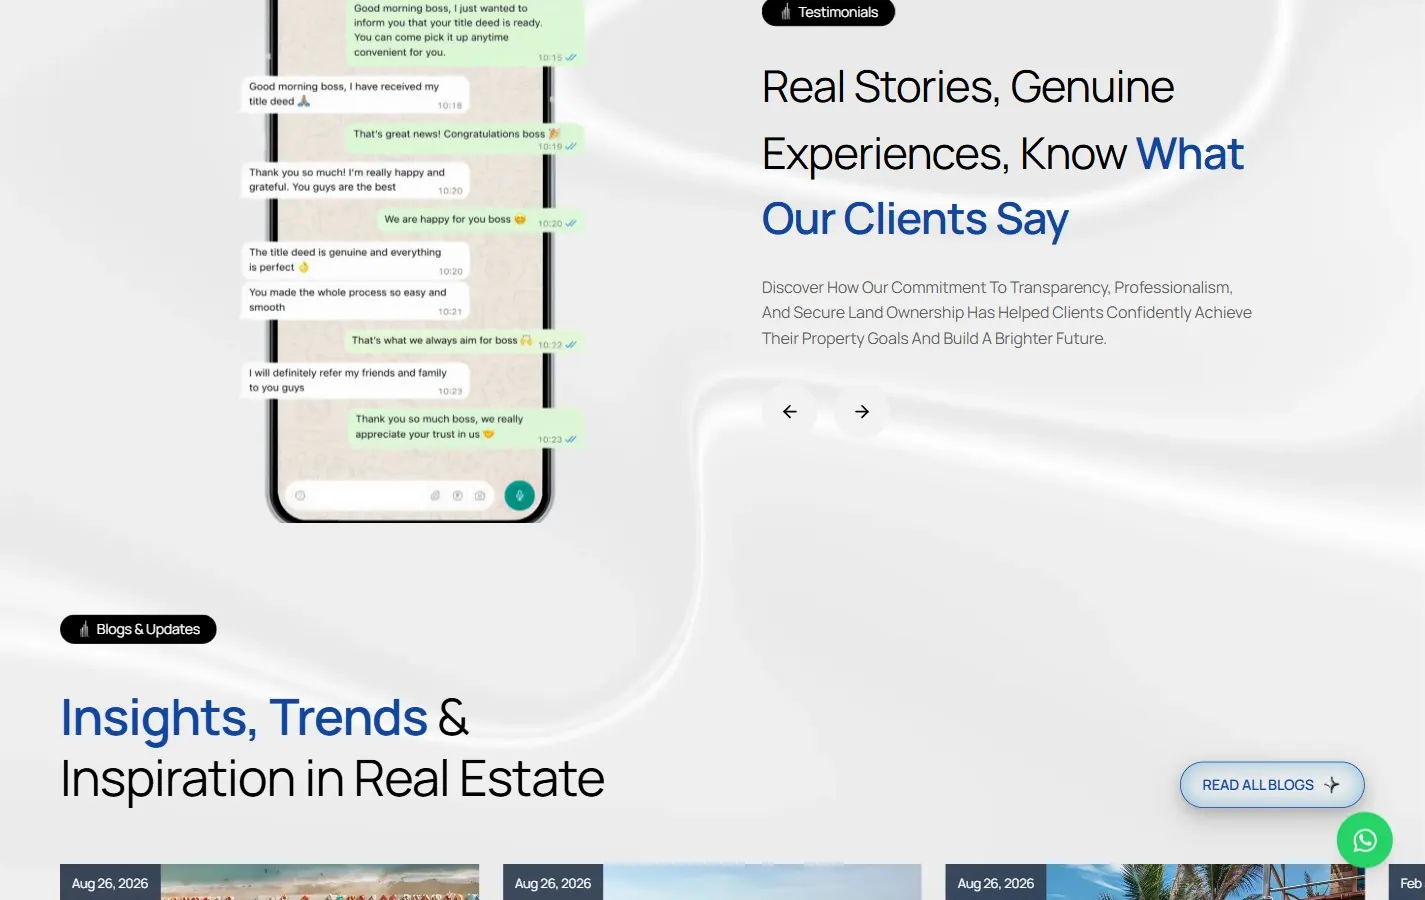 Good morning boss, I just wanted to
inform you that your title deed is ready.
You can come pick it up anytime
convenient for you.
10:15
Good morning boss, I have received my
title deed 🙏🏽
10:18
That's great news! Congratulations boss 🎉
10:19
Thank you so much! I'm really happy and
grateful. You guys are the best
10:20
We are happy for you boss 🤝
10:20
The title deed is genuine and everything
is perfect 👌
10:20
You made the whole process so easy and
smooth
10:21
That's what we always aim for boss 🙌
10:22
I will definitely refer my friends and family
to you guys
10:23
Thank you so much boss, we really
appreciate your trust in us 🤝
10:23
Testimonials
Real Stories, Genuine
Experiences, Know What
Our Clients Say
Discover How Our Commitment To Transparency, Professionalism,
And Secure Land Ownership Has Helped Clients Confidently Achieve
Their Property Goals And Build A Brighter Future.
Blogs & Updates
Insights, Trends &
Inspiration in Real Estate
READ ALL BLOGS
Aug 26, 2026
Aug 26, 2026
Aug 26, 2026
Feb